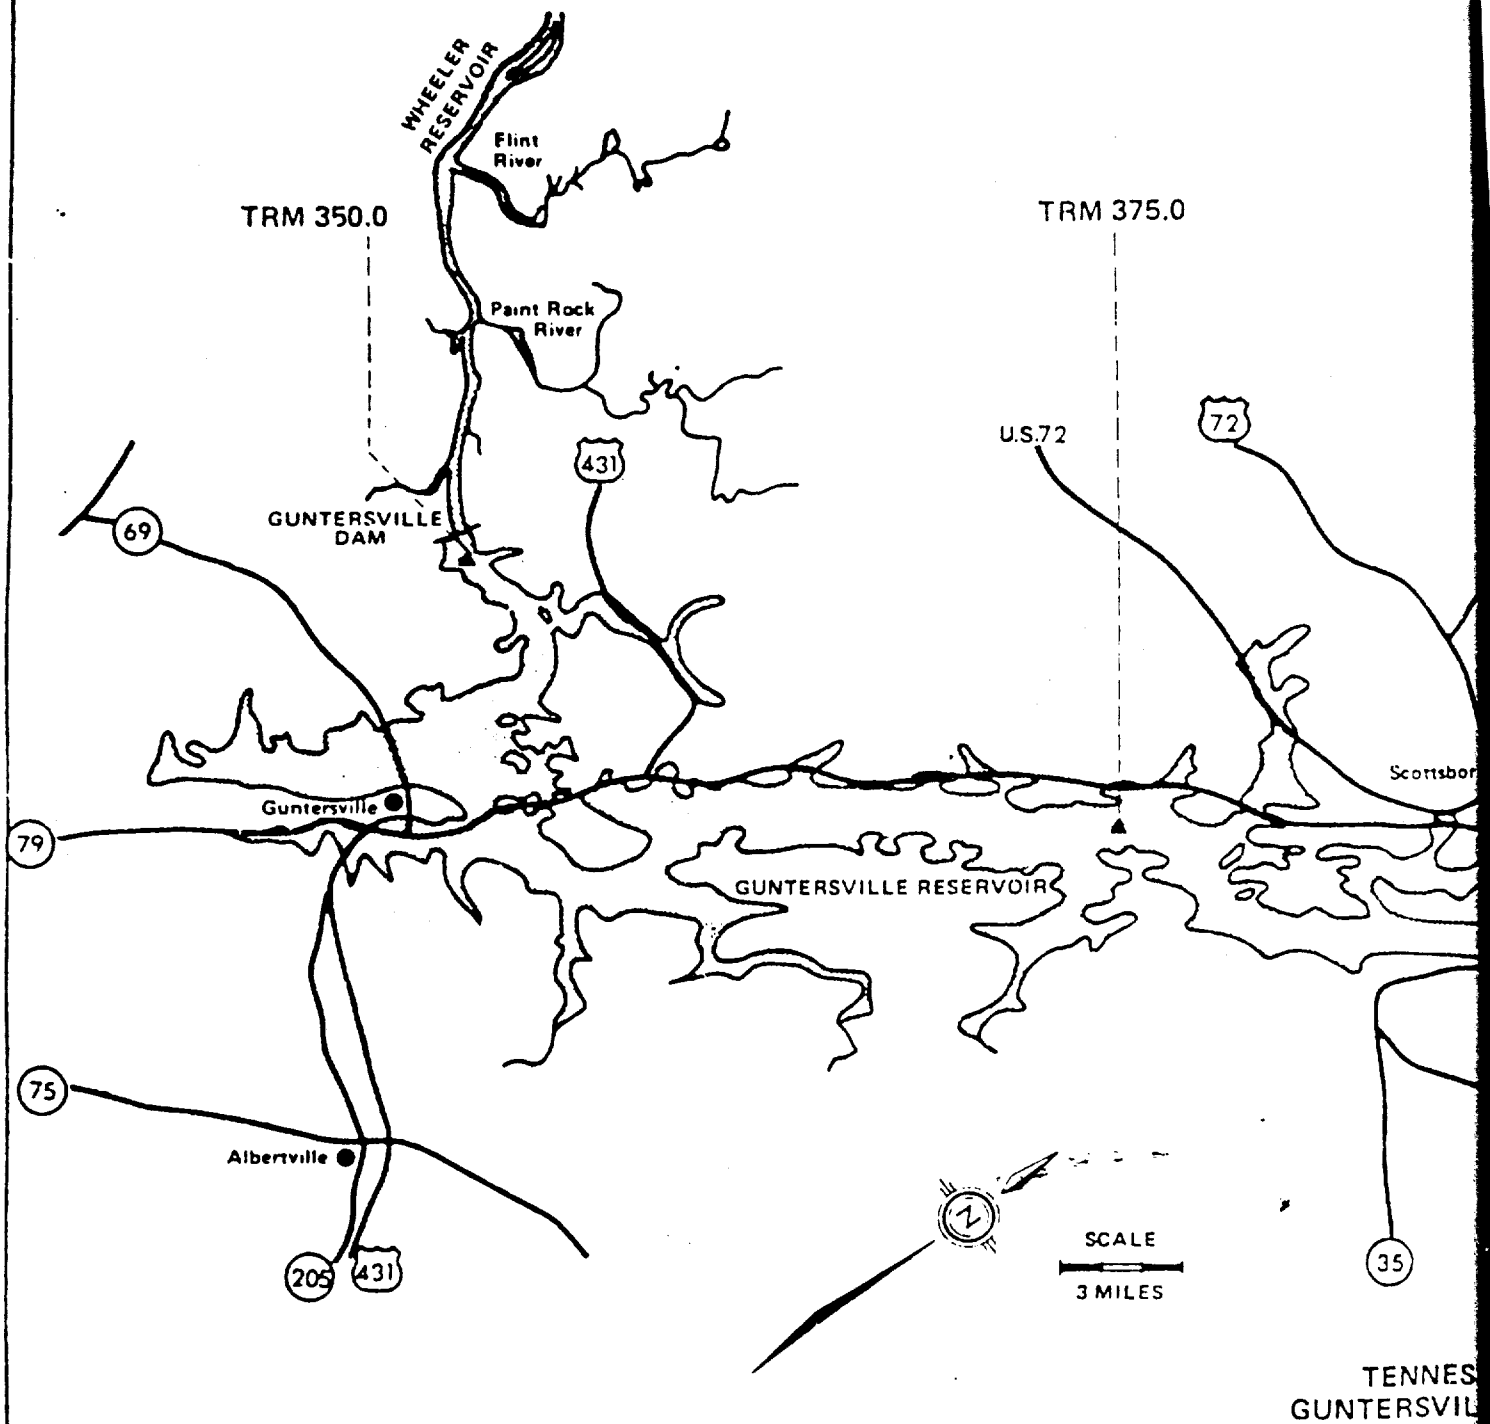 WHEELER
RESERVOIR
Flint
River
TRM 350.0
TRM 375.0
Paint Rock
River
72
U.S.72
431
69
GUNTERSVILLE
DAM
Scottsbor
Guntersville
79
GUNTERSVILLE RESERVOIR
75
Albertville
N
SCALE
3 MILES
205
431
35
TENNES
GUNTERSVIL